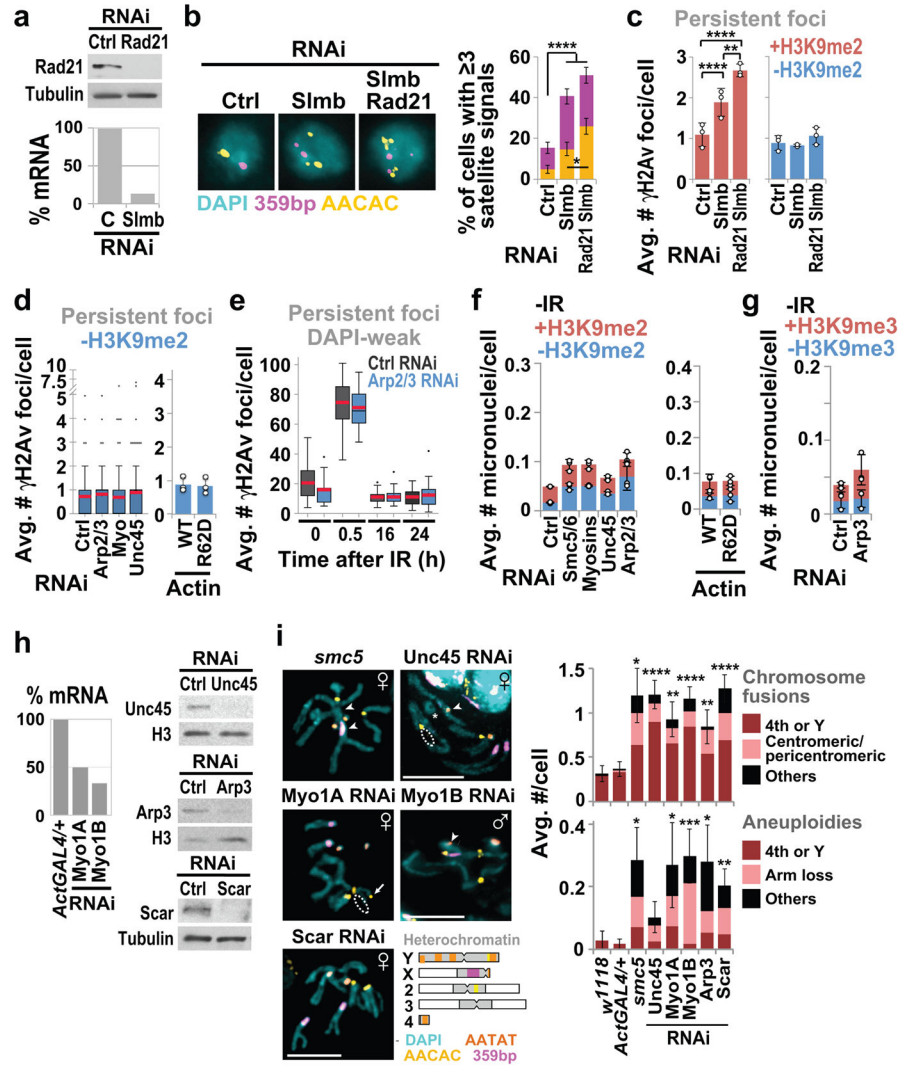 a
RNAi
Ctrl Rad21
Rad21
Tubulin
% mRNA
100
50
0
C Slmb
RNAi
b
RNAi
Ctrl
Slmb
Slmb
Rad21
DAPI 359bp AACAC
% of cells with ≥3
satellite signals
60
40
20
0
****
*
Ctrl
Slmb
Rad21 Slmb
RNAi
c
Persistent foci
+H3K9me2
-H3K9me2
Avg. # γH2Av foci/cell
3
2
1
0
****
**
****
Ctrl
Slmb
Rad21 Slmb
Ctrl
Slmb
Rad21 Slmb
RNAi
d
Persistent foci
-H3K9me2
Avg. # γH2Av foci/cell
10
7.5
5
4
3
2
1
0
Ctrl
Arp2/3
Myo
Unc45
RNAi
4
3
2
1
0
WT
R62D
Actin
e
Persistent foci
DAPI-weak
Avg. # γH2Av foci/cell
100
80
60
40
20
0
Ctrl RNAi
Arp2/3 RNAi
0 0.5 16 24
Time after IR (h)
f
-IR
+H3K9me2
-H3K9me2
Avg. # micronuclei/cell
0.3
0.2
0.1
0
Ctrl
Smc5/6
Myosins
Unc45
Arp2/3
RNAi
0.4
0.3
0.2
0.1
0
WT
R62D
Actin
g
-IR
+H3K9me3
-H3K9me3
Avg. # micronuclei/cell
0.15
0.10
0.05
0
Ctrl
Arp3
RNAi
h
% mRNA
100
50
0
ActGAL4/+
Myo1A
Myo1B
RNAi
RNAi
Ctrl Unc45
Unc45
H3
RNAi
Ctrl Arp3
Arp3
H3
RNAi
Ctrl Scar
Scar
Tubulin
i
smc5
♀
Unc45 RNAi
♀
*
Myo1A RNAi
♀
Myo1B RNAi
♂
Scar RNAi
♀
Heterochromatin
Y
X
2
3
4
- DAPI AATAT
AACAC 359bp
Avg. #/cell
1.5
1.0
0.5
0
* **** ** **** ** ****
Chromosome
fusions
4th or Y
Centromeric/
pericentromeric
Others
0.4
0.2
0
* * *** * **
Aneuploidies
4th or Y
Arm loss
Others
w1118
ActGAL4/+
smc5
Unc45
Myo1A
Myo1B
Arp3
Scar
RNAi